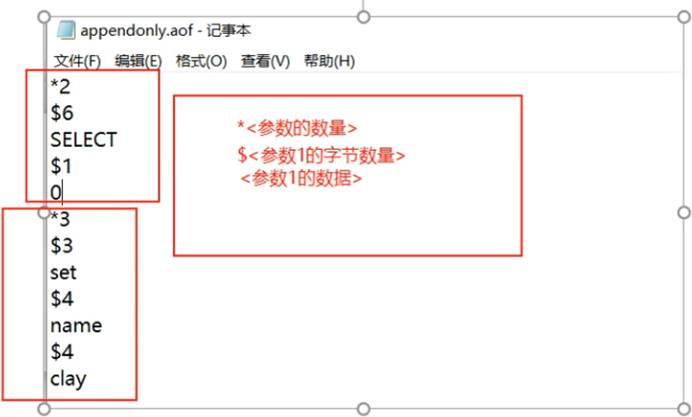 appendonly.aof - 记事本
文件(F) 编辑(E) 格式(O) 查看(V) 帮助(H)
*2
$6
SELECT
$1
0
*3
$3
set
$4
name
$4
clay
*<参数的数量>
$<参数1的字节数量>
<参数1的数据>